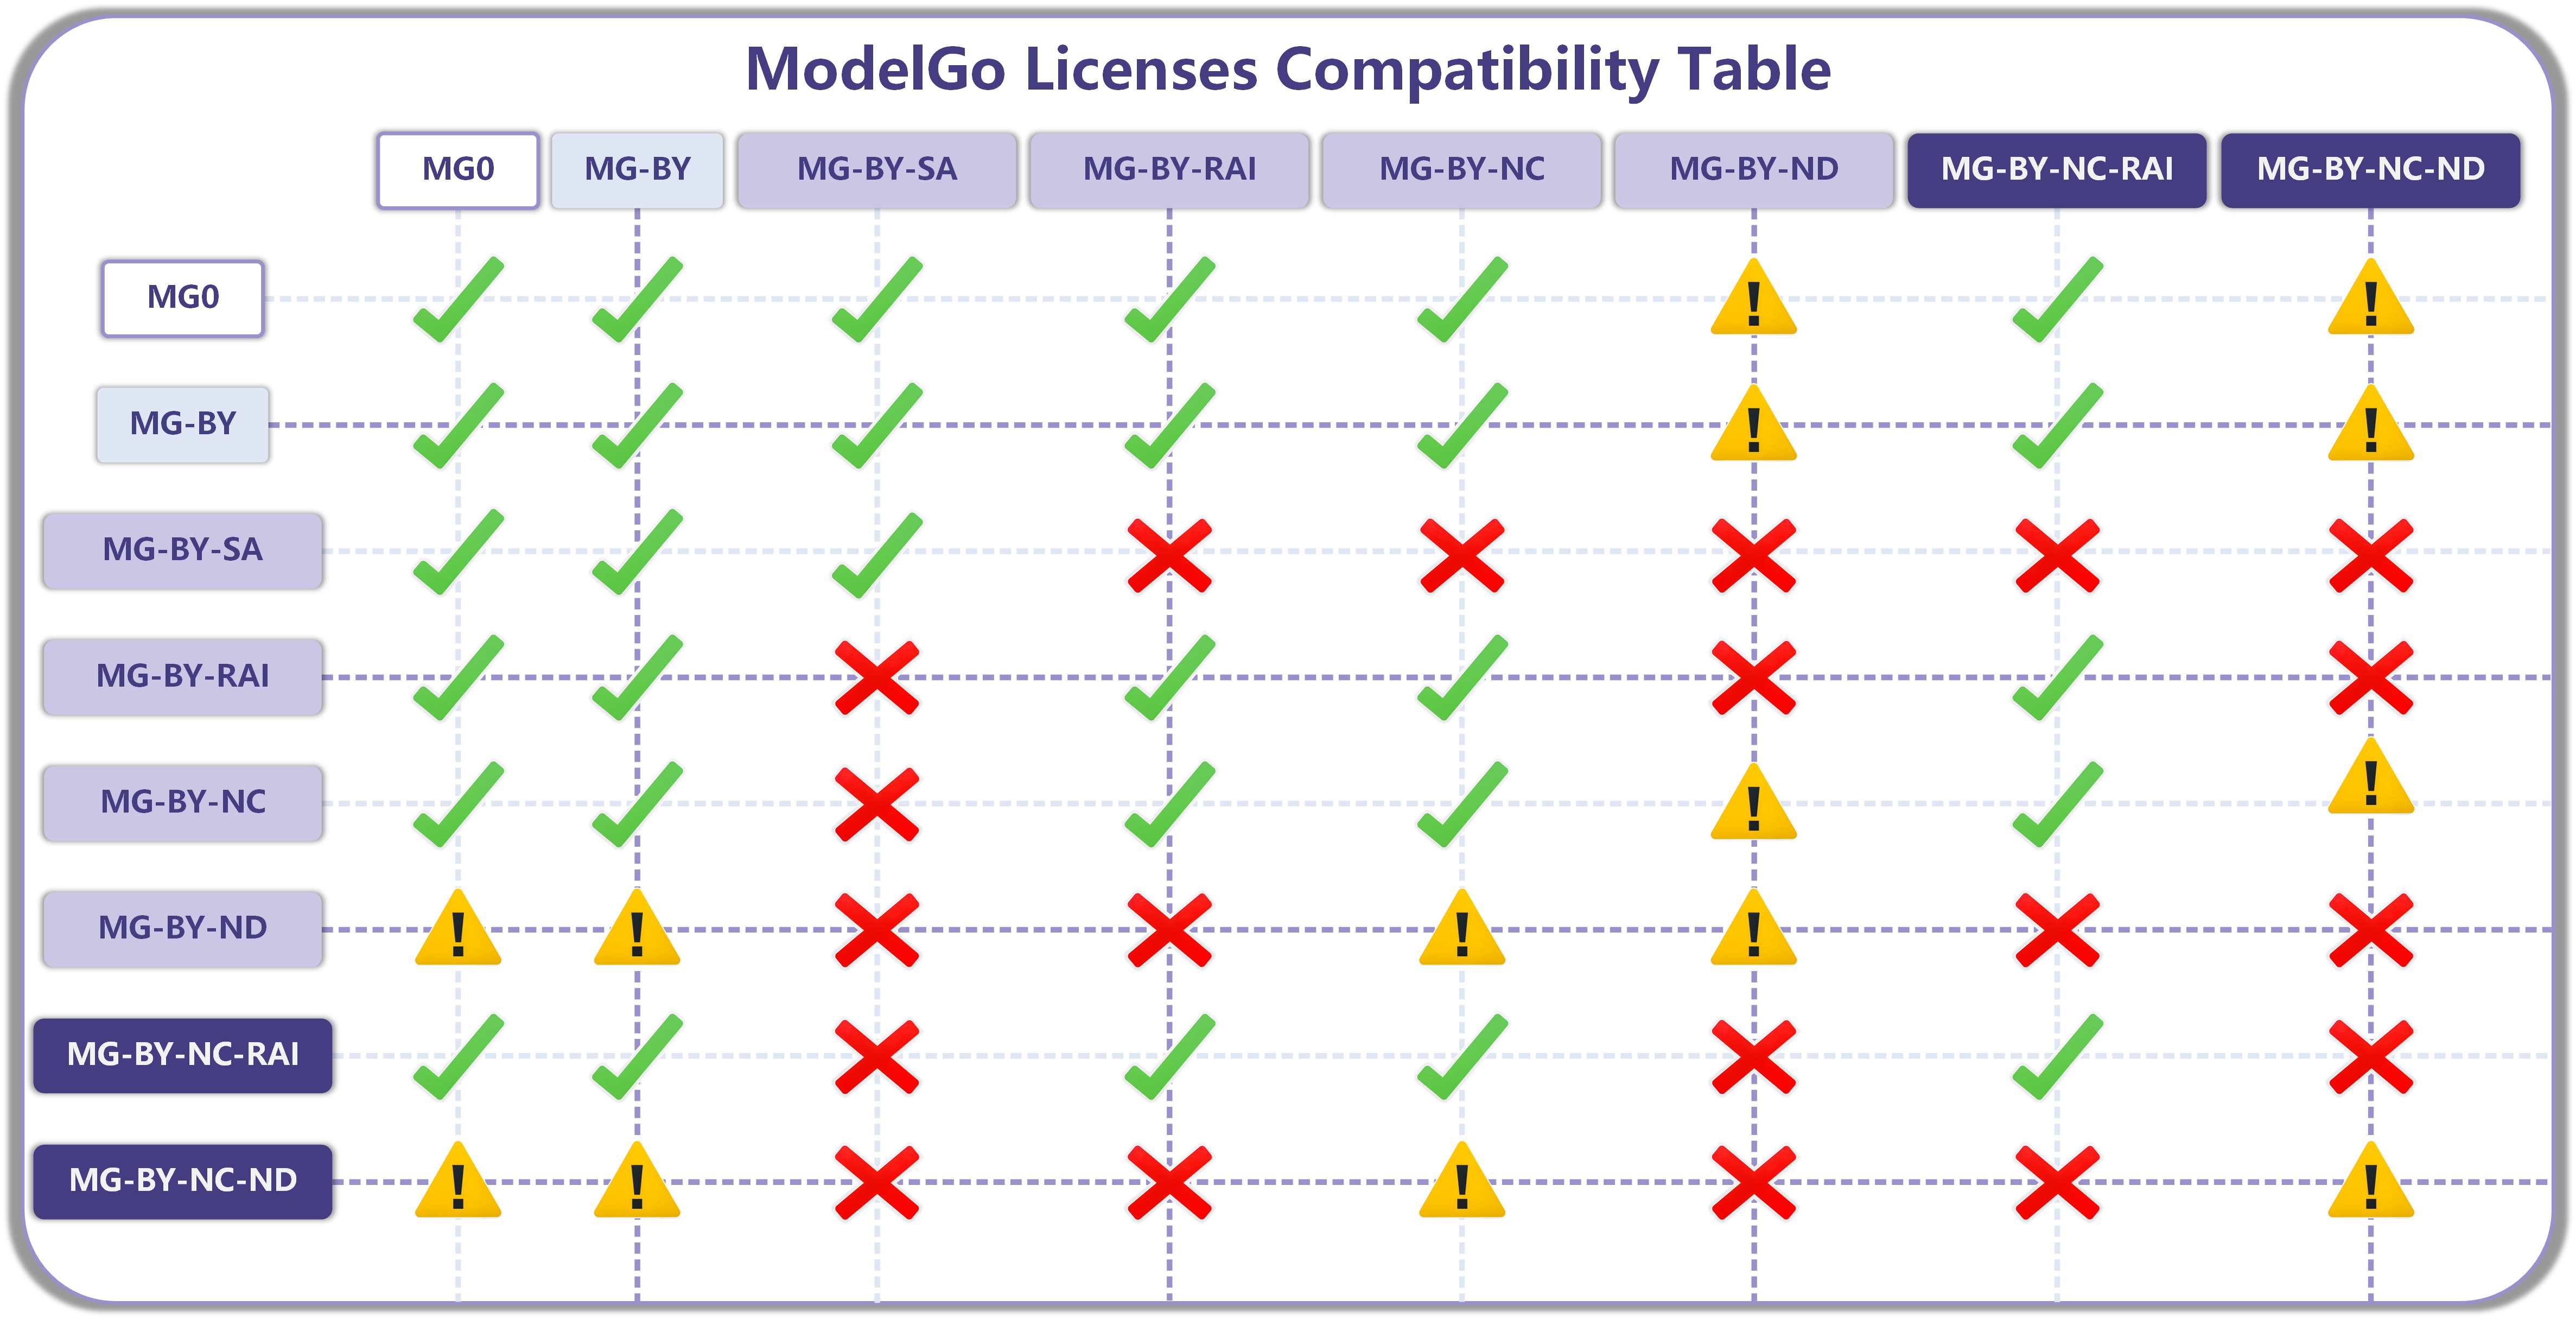 ModelGo Licenses Compatibility Table
MG0 MG-BY MG-BY-SA MG-BY-RAI MG-BY-NC MG-BY-ND MG-BY-NC-RAI MG-BY-NC-ND
MG0 ! !
MG-BY ! !
MG-BY-SA
MG-BY-RAI
MG-BY-NC ! !
MG-BY-ND ! ! ! !
MG-BY-NC-RAI
MG-BY-NC-ND ! ! ! !